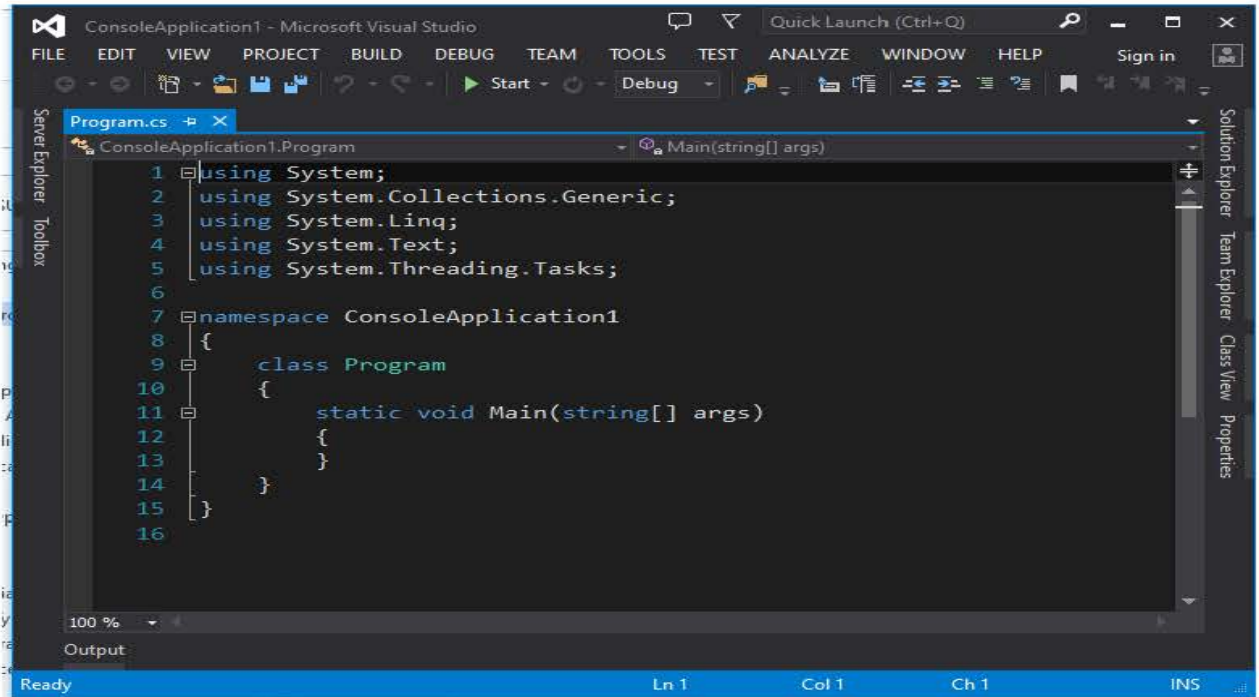 ConsoleApplication1 - Microsoft Visual Studio
Quick Launch (Ctrl+Q)
FILE EDIT VIEW PROJECT BUILD DEBUG TEAM TOOLS TEST ANALYZE WINDOW HELP Sign in
Start Debug
Server Explorer
Toolbox
Program.cs
ConsoleApplication1.Program Main(string[] args)
1 using System;
2 using System.Collections.Generic;
3 using System.Linq;
4 using System.Text;
5 using System.Threading.Tasks;
6
7 namespace ConsoleApplication1
8 {
9 class Program
10 {
11 static void Main(string[] args)
12 {
13 }
14 }
15 }
16
Solution Explorer
Team Explorer
Class View
Properties
100 %
Output
Ready Ln 1 Col 1 Ch 1 INS